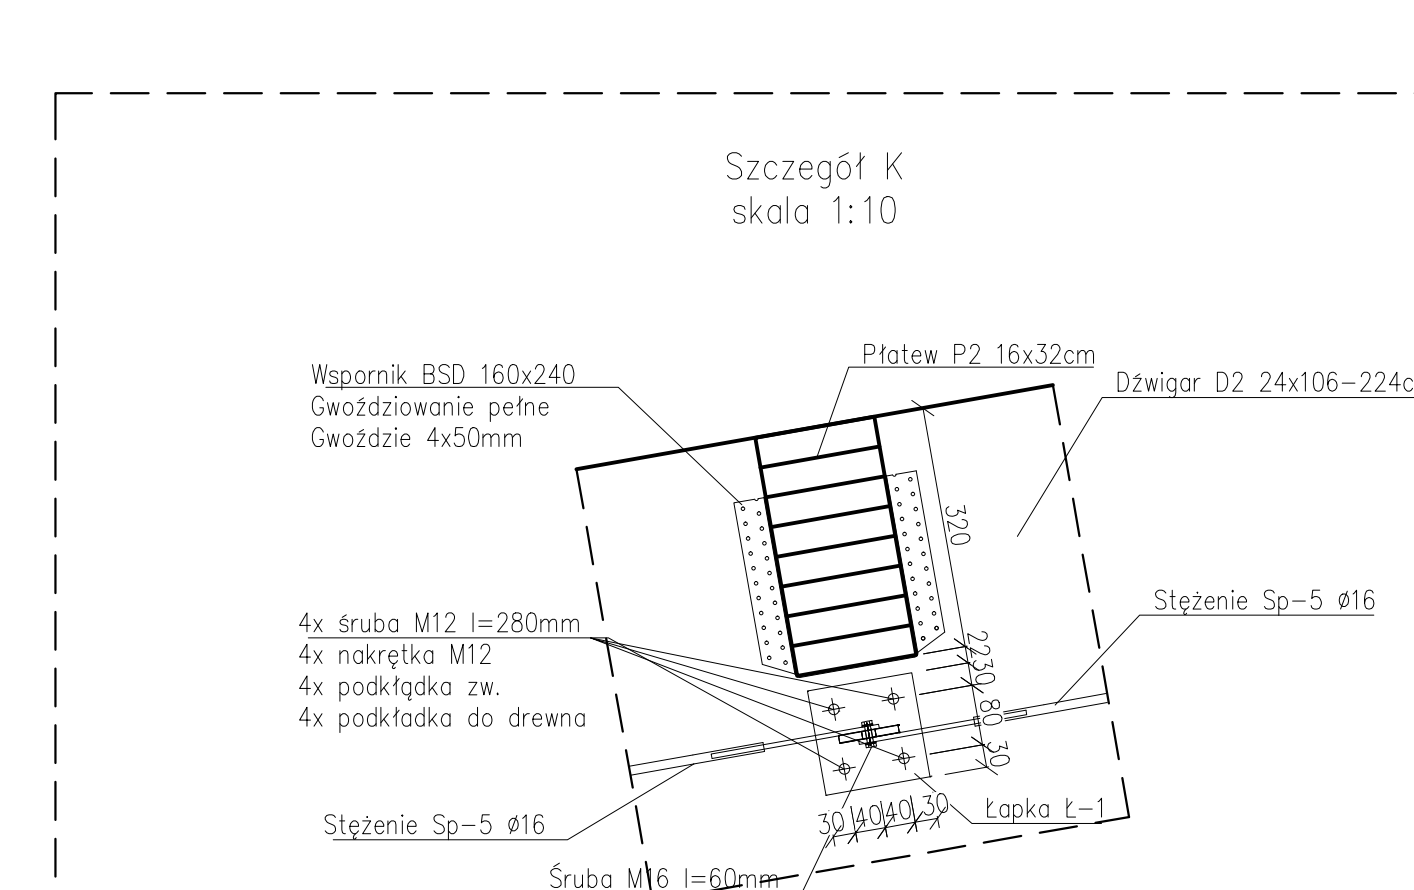 Szczegół K
skala 1:10
Płatew P2 16x32cm
Wspornik BSD 160x240
Gwoździowanie pełne
Gwoździe 4x50mm
Dźwigar D2 24x106-224c
320
Stężenie Sp-5 ø16
4x śruba M12 l=280mm
4x nakrętka M12
4x podkłądka zw.
4x podkładka do drewna
22
30
80
30
30
40
40
30
Łapka Ł-1
Stężenie Sp-5 ø16
Śruba M16 l=60mm